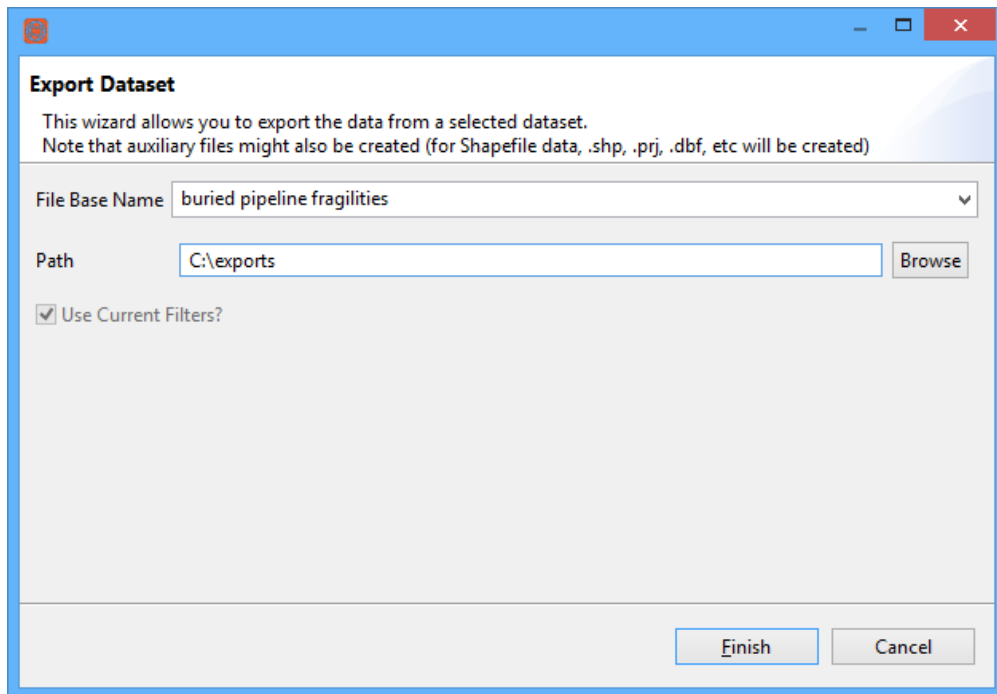 Export Dataset
This wizard allows you to export the data from a selected dataset.
Note that auxiliary files might also be created (for Shapefile data, .shp, .prj, .dbf, etc will be created)
File Base Name buried pipeline fragilities
Path C:\exports Browse
Use Current Filters?
Finish Cancel